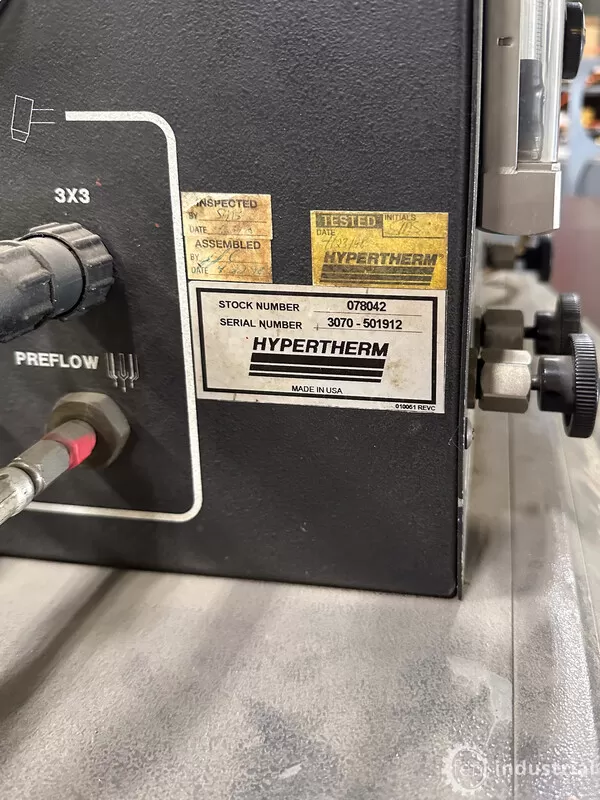 3X3
PREFLOW
INSPECTED
BY
DATE
ASSEMBLED
BY
DATE
TESTED INITIALS
DATE
HYPERTHERM
STOCK NUMBER 078042
SERIAL NUMBER 3070 - 501912
HYPERTHERM
MADE IN USA
010051 REVC
industrial